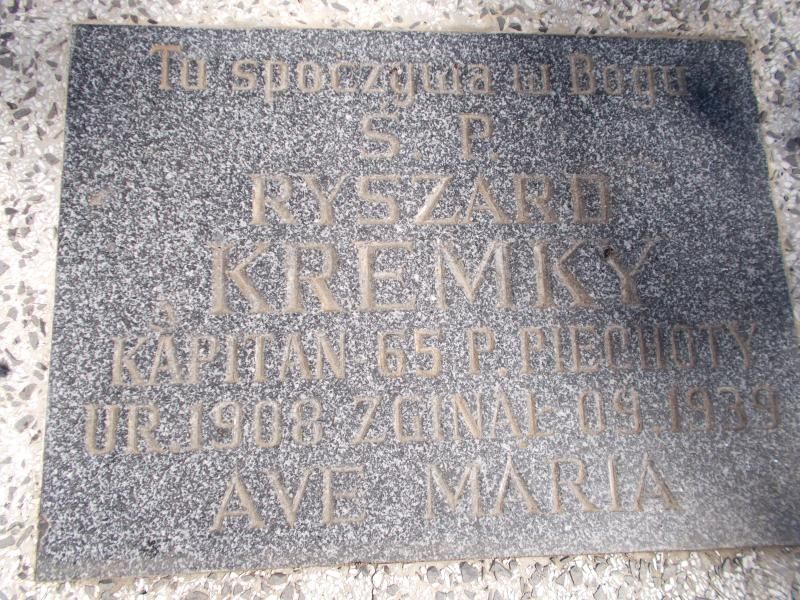 Tu spoczywa w Bogu
Ś. P.
RYSZARD
KREMKY
KAPITAN 65 P. PIECHOTY
UR. 1908 ZGINĄŁ 09.1939
AVE MARIA